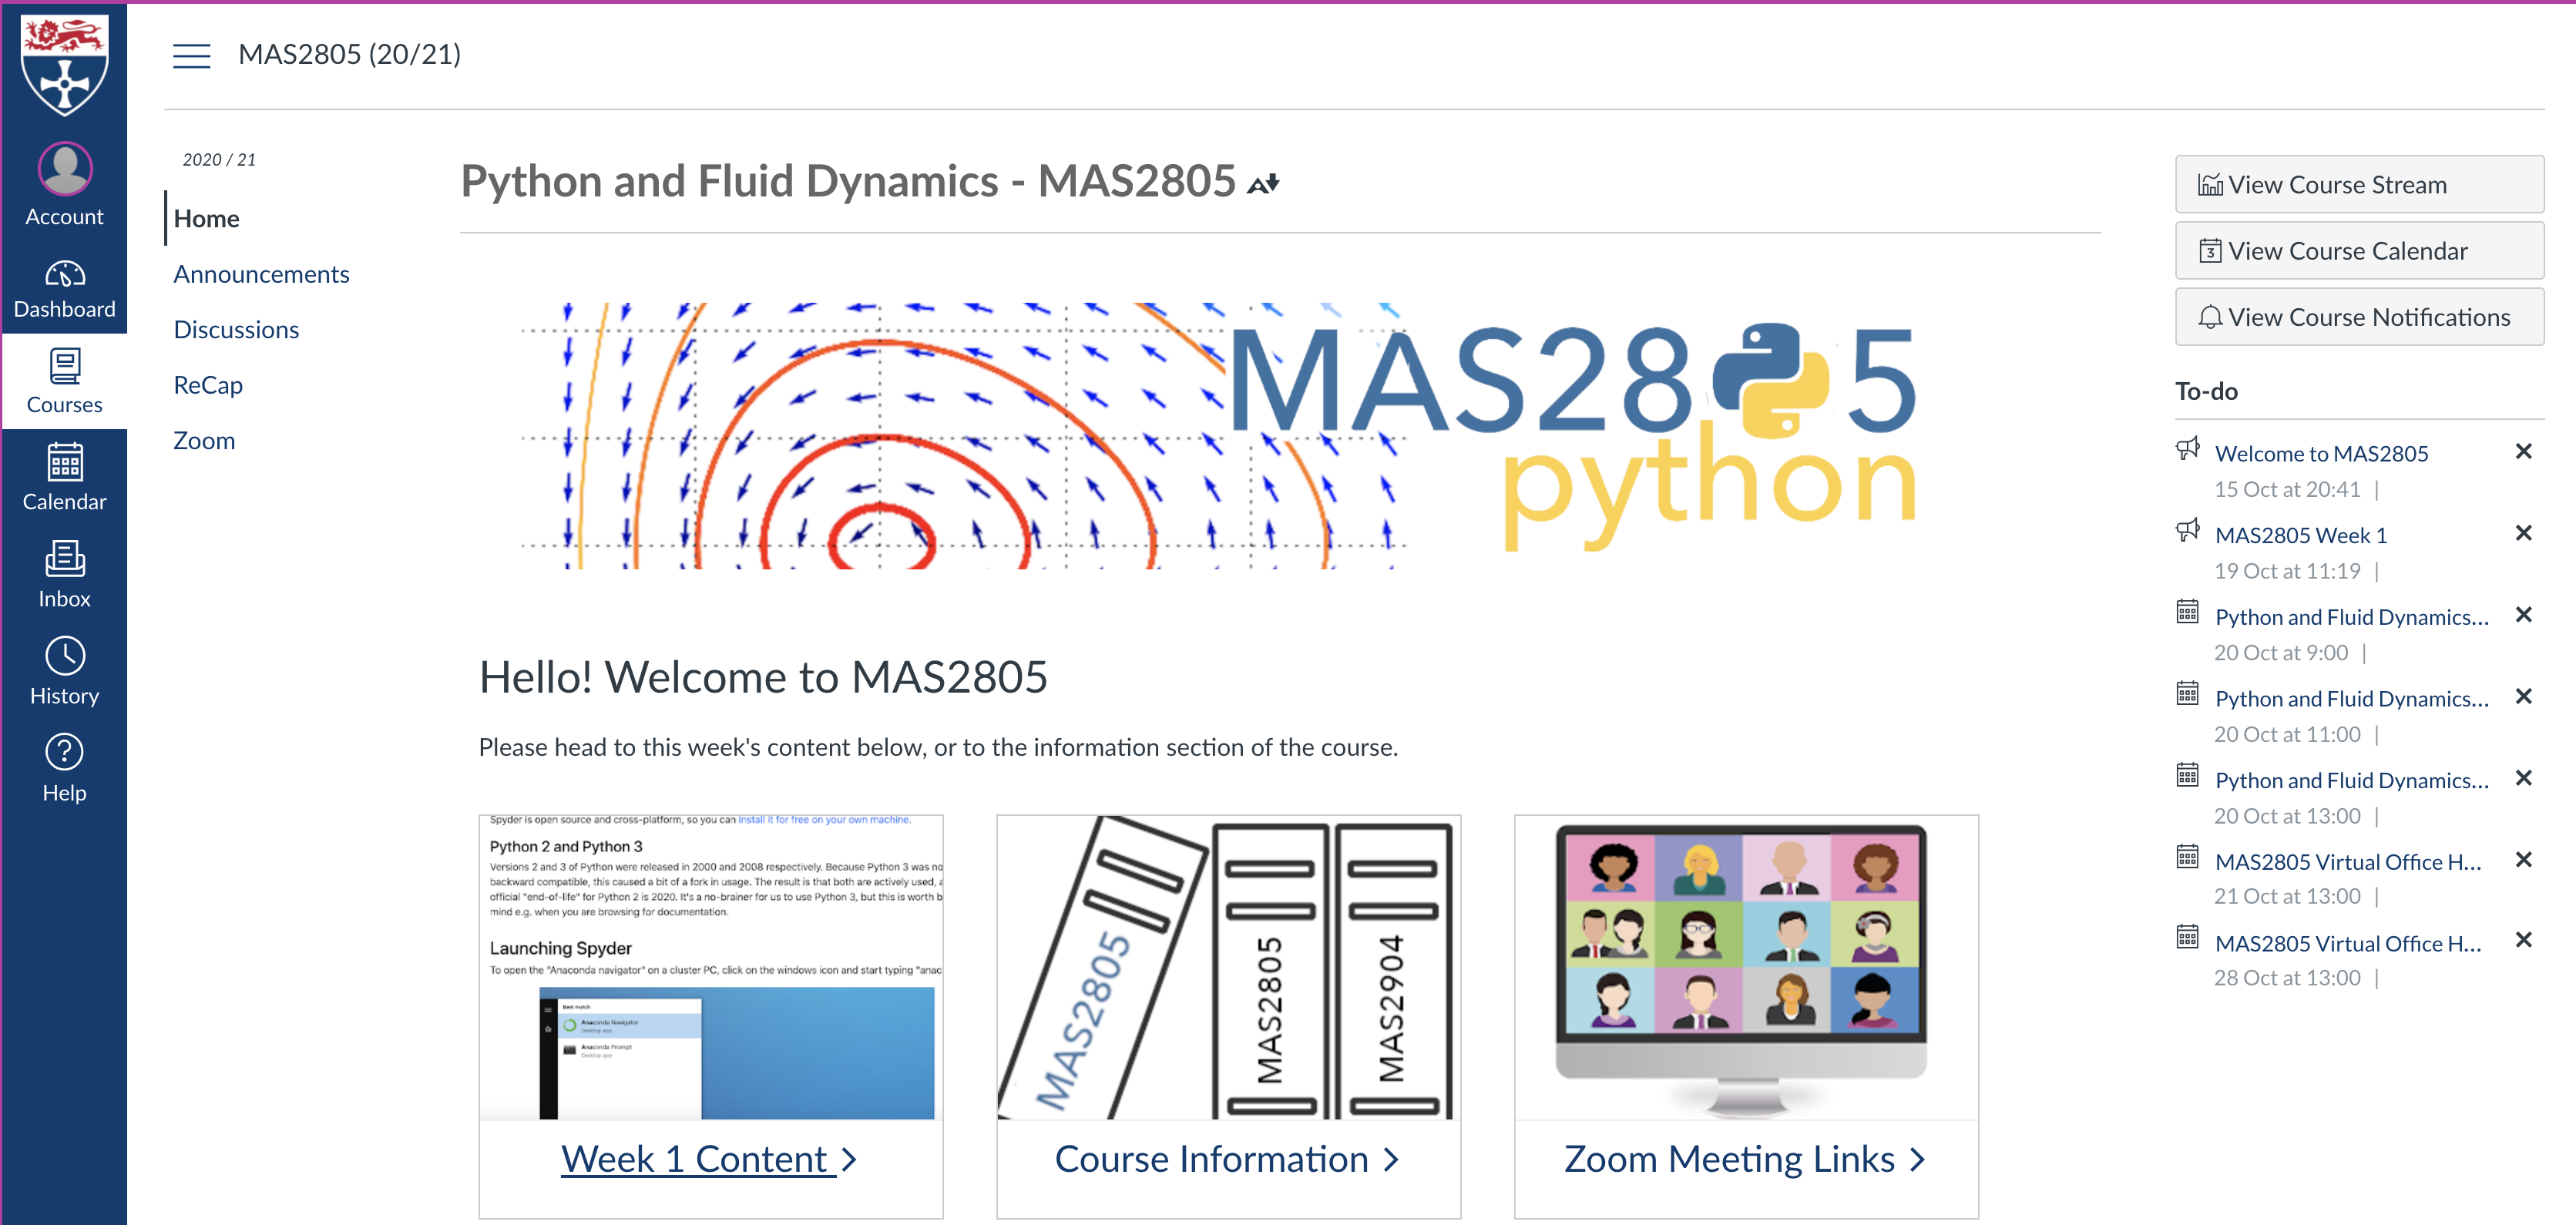 MAS2805 (20/21)
Account
Dashboard
Courses
Calendar
Inbox
History
Help
2020 / 21
Home
Announcements
Discussions
ReCap
Zoom
Python and Fluid Dynamics - MAS2805
MAS28 5
python
Hello! Welcome to MAS2805
Please head to this week's content below, or to the information section of the course.
Spyder is open source and cross-platform, so you can install it for free on your own machine.
Python 2 and Python 3
Versions 2 and 3 of Python were released in 2000 and 2008 respectively. Because Python 3 was no
backward compatible, this caused a bit of a fork in usage. The result is that both are actively used, a
official "end-of-life" for Python 2 is 2020. It's a no-brainer for us to use Python 3, but this is worth b
mind e.g. when you are browsing for documentation.
Launching Spyder
To open the "Anaconda navigator" on a cluster PC, click on the windows icon and start typing "anac
Best match
Anaconda Navigator
Desktop app
Anaconda Prompt
Desktop app
Week 1 Content
MAS2805
MAS2805
MAS2904
Course Information
Zoom Meeting Links
View Course Stream
3 View Course Calendar
View Course Notifications
To-do
Welcome to MAS2805
15 Oct at 20:41 |
MAS2805 Week 1
19 Oct at 11:19 |
Python and Fluid Dynamics...
20 Oct at 9:00 |
Python and Fluid Dynamics...
20 Oct at 11:00 |
Python and Fluid Dynamics...
20 Oct at 13:00 |
MAS2805 Virtual Office H...
21 Oct at 13:00 |
MAS2805 Virtual Office H...
28 Oct at 13:00 |